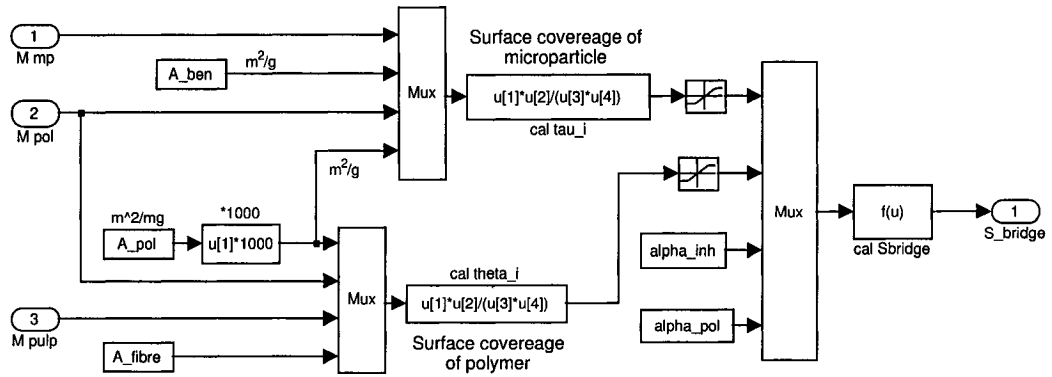 1
M mp
A_ben
m²/g
2
M pol
Mux
Surface covereage of
microparticle
u[1]*u[2]/(u[3]*u[4])
cal tau_i
m²/g
m^2/mg
A_pol
*1000
u[1]*1000
3
M pulp
A_fibre
Mux
cal theta_i
u[1]*u[2]/(u[3]*u[4])
Surface covereage
of polymer
alpha_inh
alpha_pol
Mux
f(u)
cal Sbridge
1
S_bridge